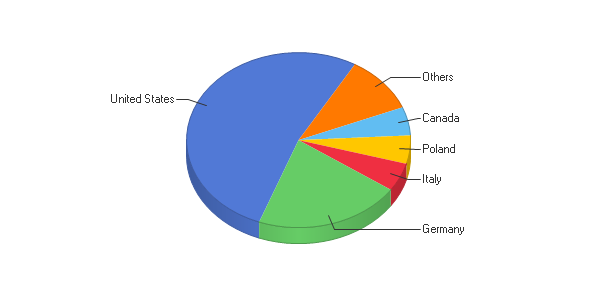 Others
United States
Canada
Poland
Italy
Germany